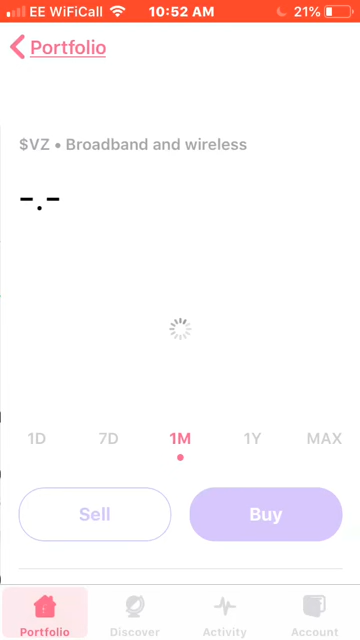 EE WiFiCall 10:52 AM 21%
Portfolio
$VZ • Broadband and wireless
-.-
1D 7D 1M 1Y MAX
Sell Buy
Portfolio Discover Activity Account